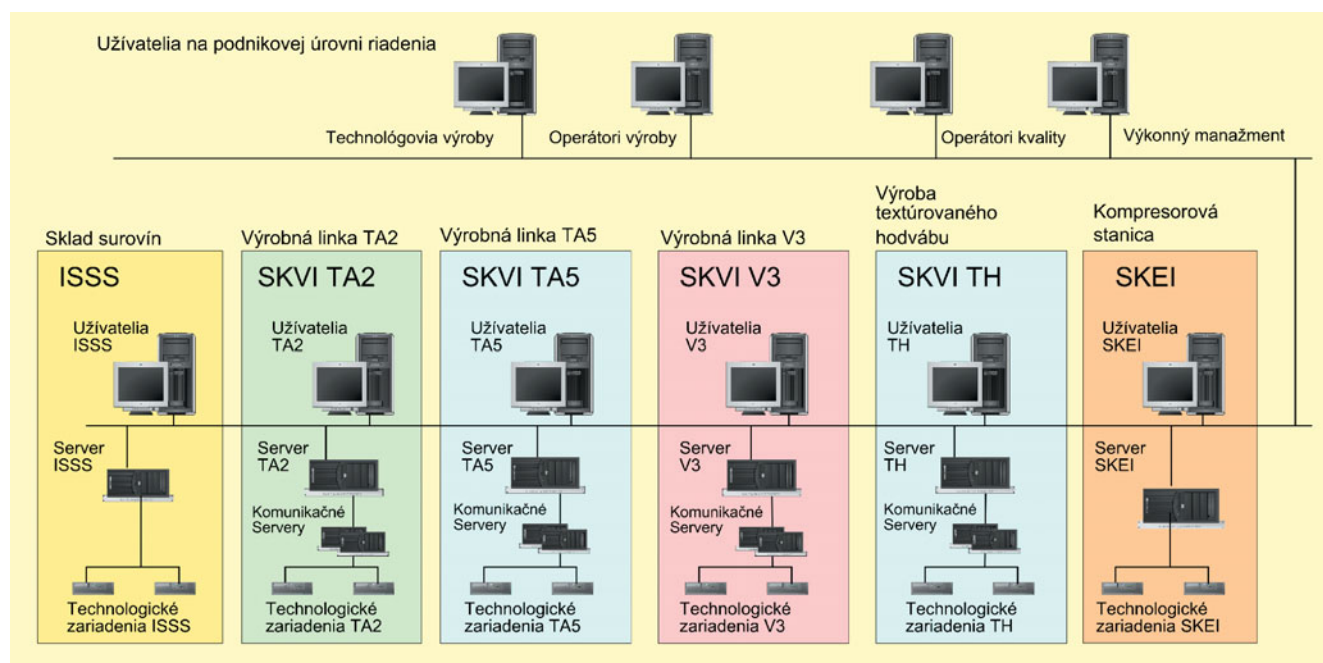 Užívatelia na podnikovej úrovni riadenia
Technológovia výroby
Operátori výroby
Operátori kvality
Výkonný manažment
Sklad surovín
Výrobná linka TA2
Výrobná linka TA5
Výrobná linka V3
Výroba
textúrovaného
hodvábu
Kompresorová
stanica
ISSS
Užívatelia
ISSS
Server
ISSS
Technologické
zariadenia ISSS
SKVI TA2
Užívatelia
TA2
Server
TA2
Komunikačné
Servery
Technologické
zariadenia TA2
SKVI TA5
Užívatelia
TA5
Server
TA5
Komunikačné
Servery
Technologické
zariadenia TA5
SKVI V3
Užívatelia
V3
Server
V3
Komunikačné
Servery
Technologické
zariadenia V3
SKVI TH
Užívatelia
TH
Server
TH
Komunikačné
Servery
Technologické
zariadenia TH
SKEI
Užívatelia
SKEI
Server
SKEI
Technologické
zariadenia SKEI